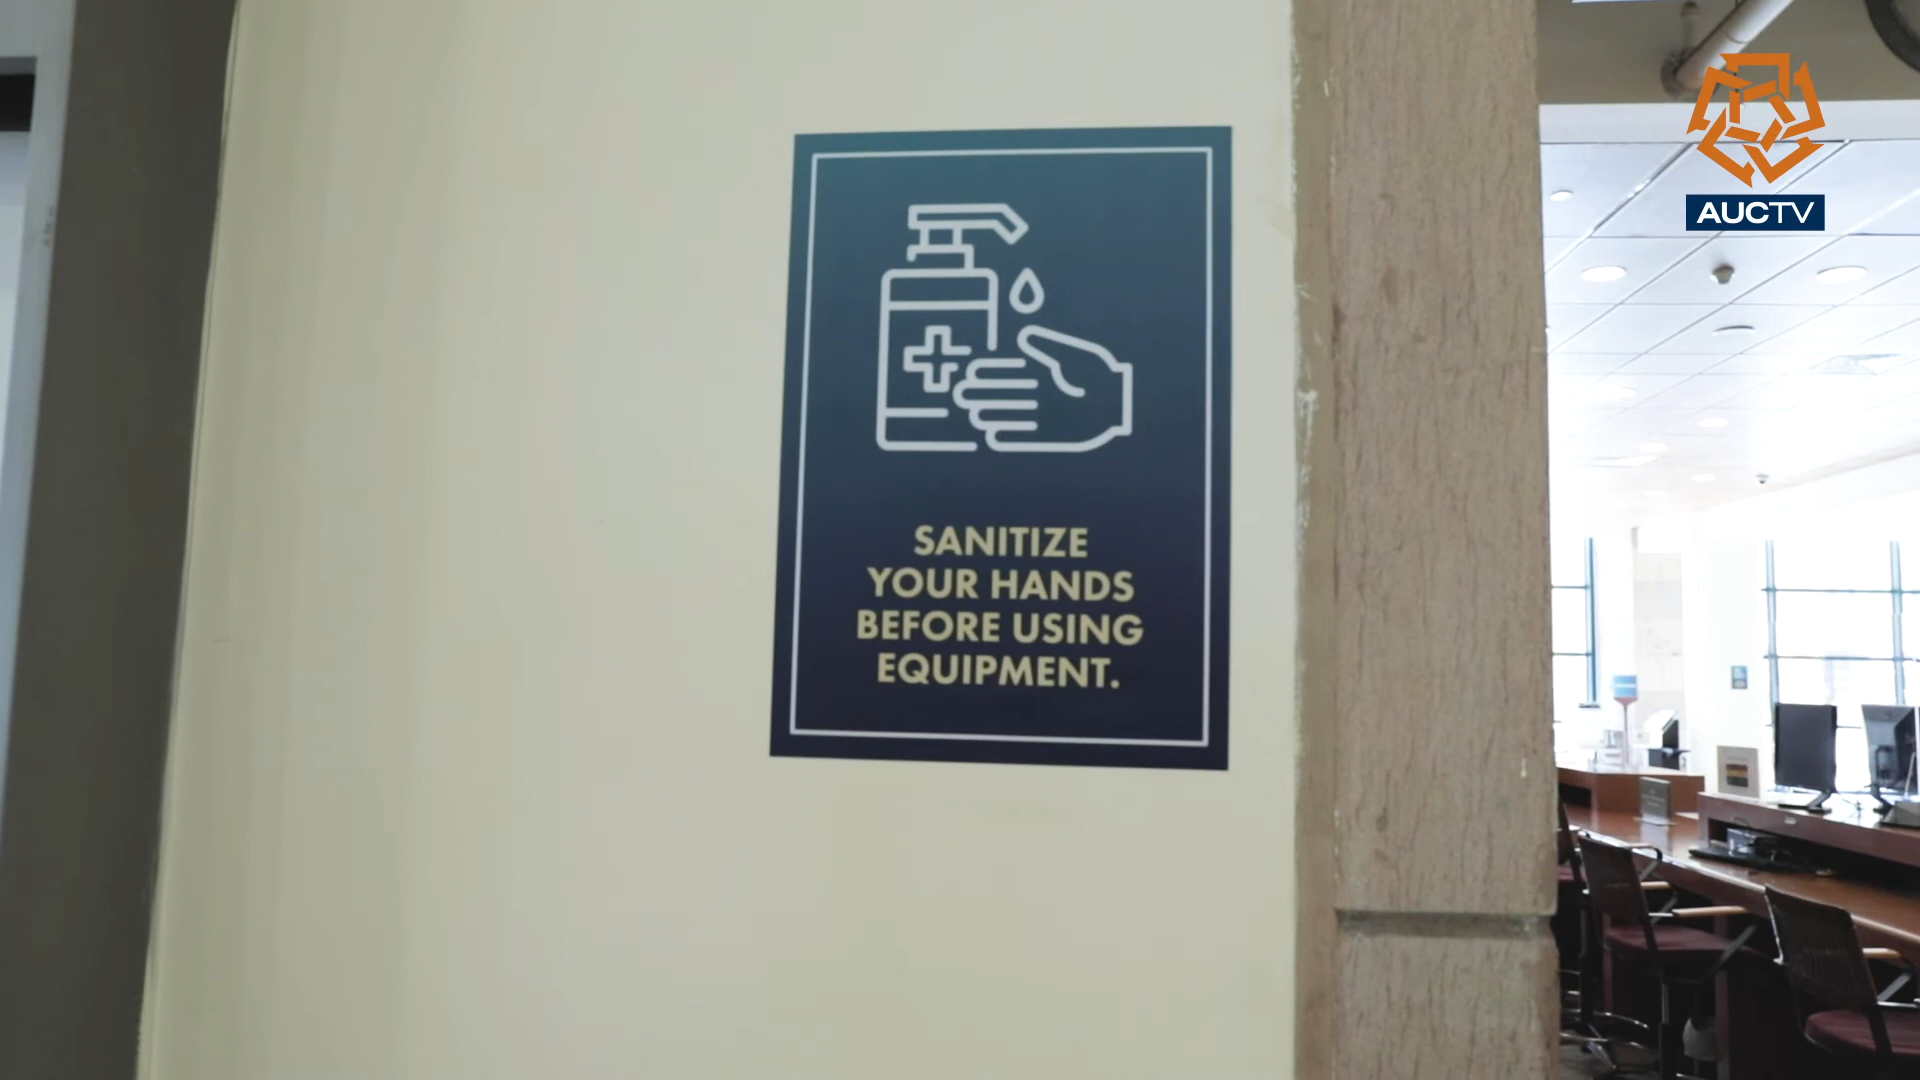 AUCTV
SANITIZE
YOUR HANDS
BEFORE USING
EQUIPMENT.